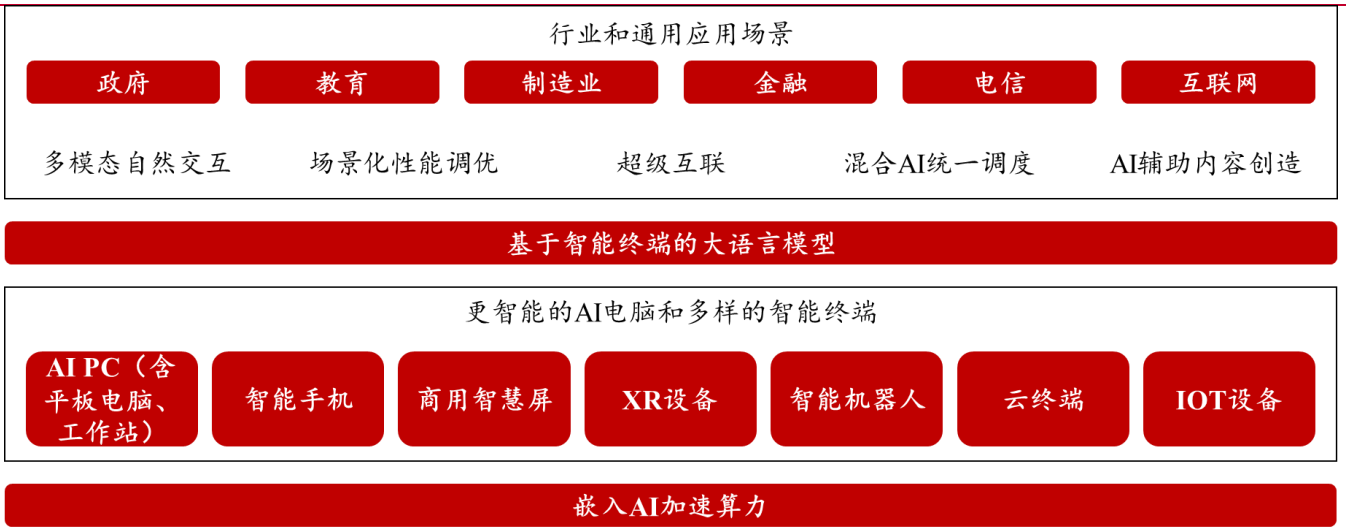 行业和通用应用场景
政府 教育 制造业 金融 电信 互联网
多模态自然交互 场景化性能调优 超级互联 混合AI统一调度 AI辅助内容创造
基于智能终端的大语言模型
更智能的AI电脑和多样的智能终端
AI PC（含
平板电脑、
工作站）
智能手机
商用智慧屏
XR设备
智能机器人
云终端
IOT设备
嵌入AI加速算力